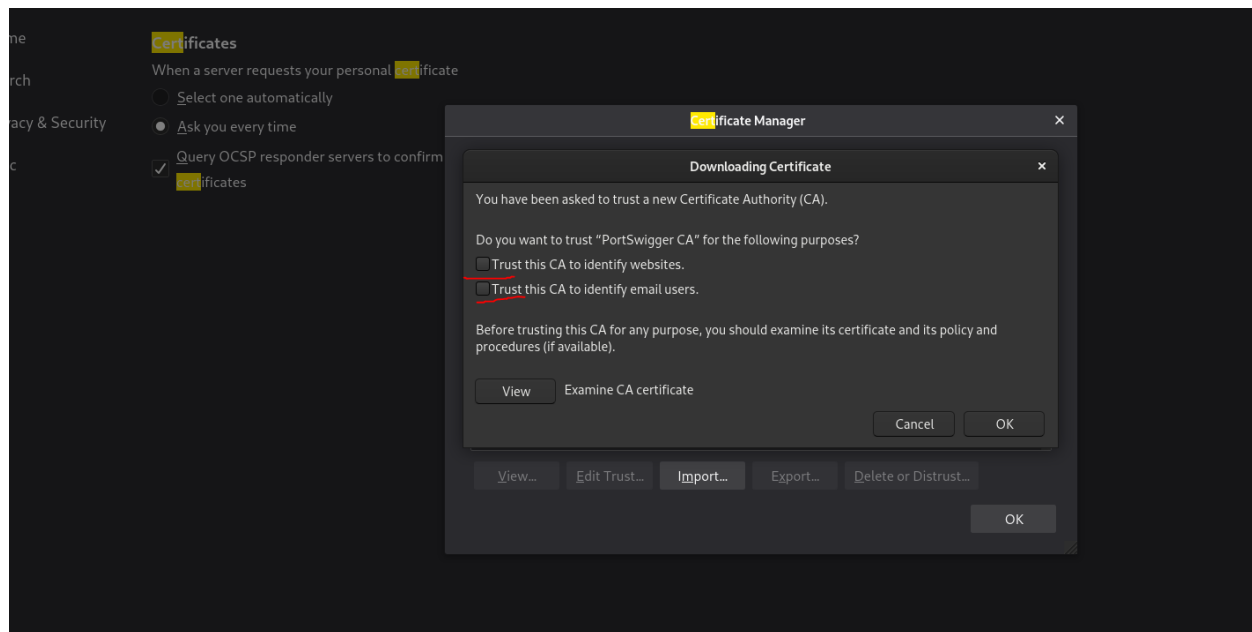 me
rch
vacy & Security
c
Certificates
When a server requests your personal certificate
Select one automatically
Ask you every time
Query OCSP responder servers to confirm
certificates
Certificate Manager
Downloading Certificate
You have been asked to trust a new Certificate Authority (CA).
Do you want to trust “PortSwigger CA” for the following purposes?
Trust this CA to identify websites.
Trust this CA to identify email users.
Before trusting this CA for any purpose, you should examine its certificate and its policy and
procedures (if available).
View Examine CA certificate
Cancel OK
View… Edit Trust… Import… Export… Delete or Distrust…
OK